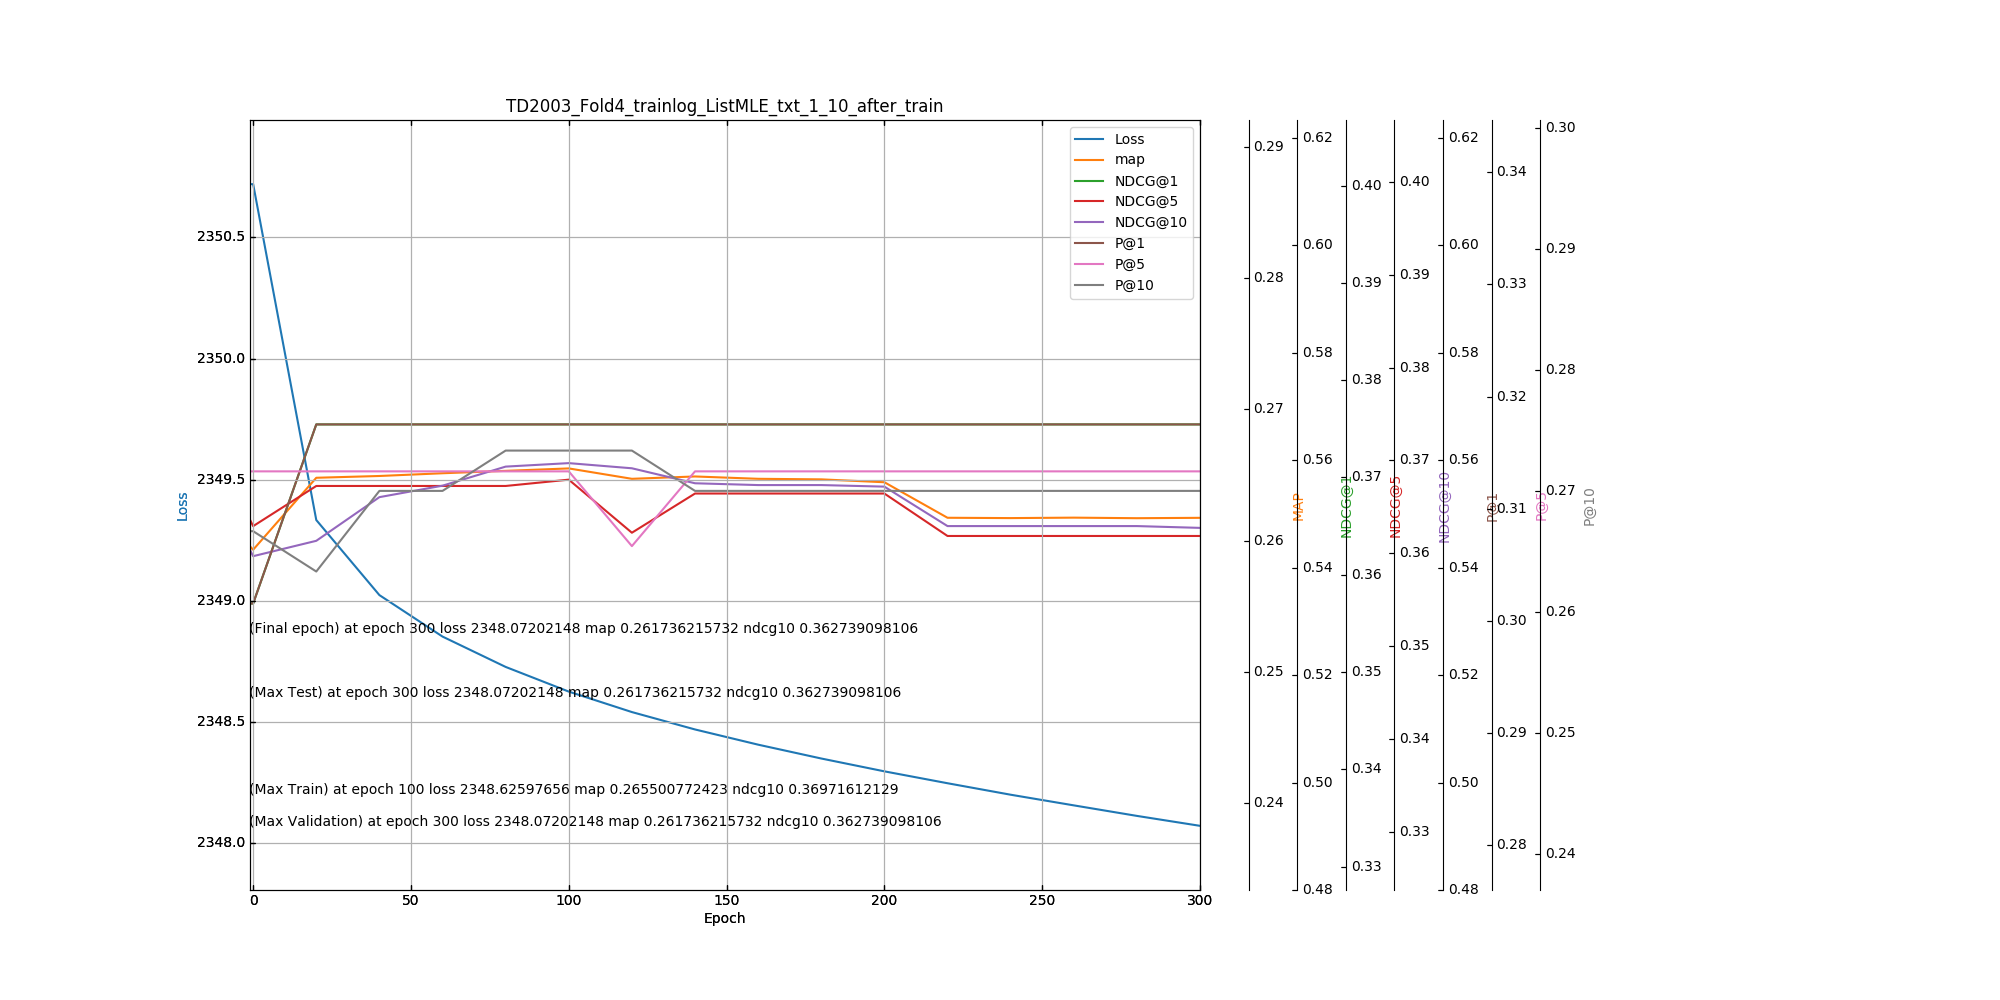 TD2003_Fold4_trainlog_ListMLE_txt_1_10_after_train
Loss
map
NDCG@1
NDCG@5
NDCG@10
P@1
P@5
P@10
2350.5
2350.0
2349.5
2349.0
2348.5
2348.0
Loss
(Final epoch) at epoch 300 loss 2348.07202148 map 0.261736215732 ndcg10 0.362739098106
(Max Test) at epoch 300 loss 2348.07202148 map 0.261736215732 ndcg10 0.362739098106
(Max Train) at epoch 100 loss 2348.62597656 map 0.265500772423 ndcg10 0.36971612129
(Max Validation) at epoch 300 loss 2348.07202148 map 0.261736215732 ndcg10 0.362739098106
0 50 100 150 200 250 300
Epoch
0.29
0.28
0.27
0.26
0.25
0.24
MAP
0.62
0.60
0.58
0.56
0.54
0.52
0.50
0.48
NDCG@1
0.40
0.39
0.38
0.37
0.36
0.35
0.34
0.33
NDCG@5
0.40
0.39
0.38
0.37
0.36
0.35
0.34
0.33
NDCG@10
0.62
0.60
0.58
0.56
0.54
0.52
0.50
0.48
P@1
0.34
0.33
0.32
0.31
0.30
0.29
0.28
P@5
0.30
0.29
0.28
0.27
0.26
0.25
0.24
P@10